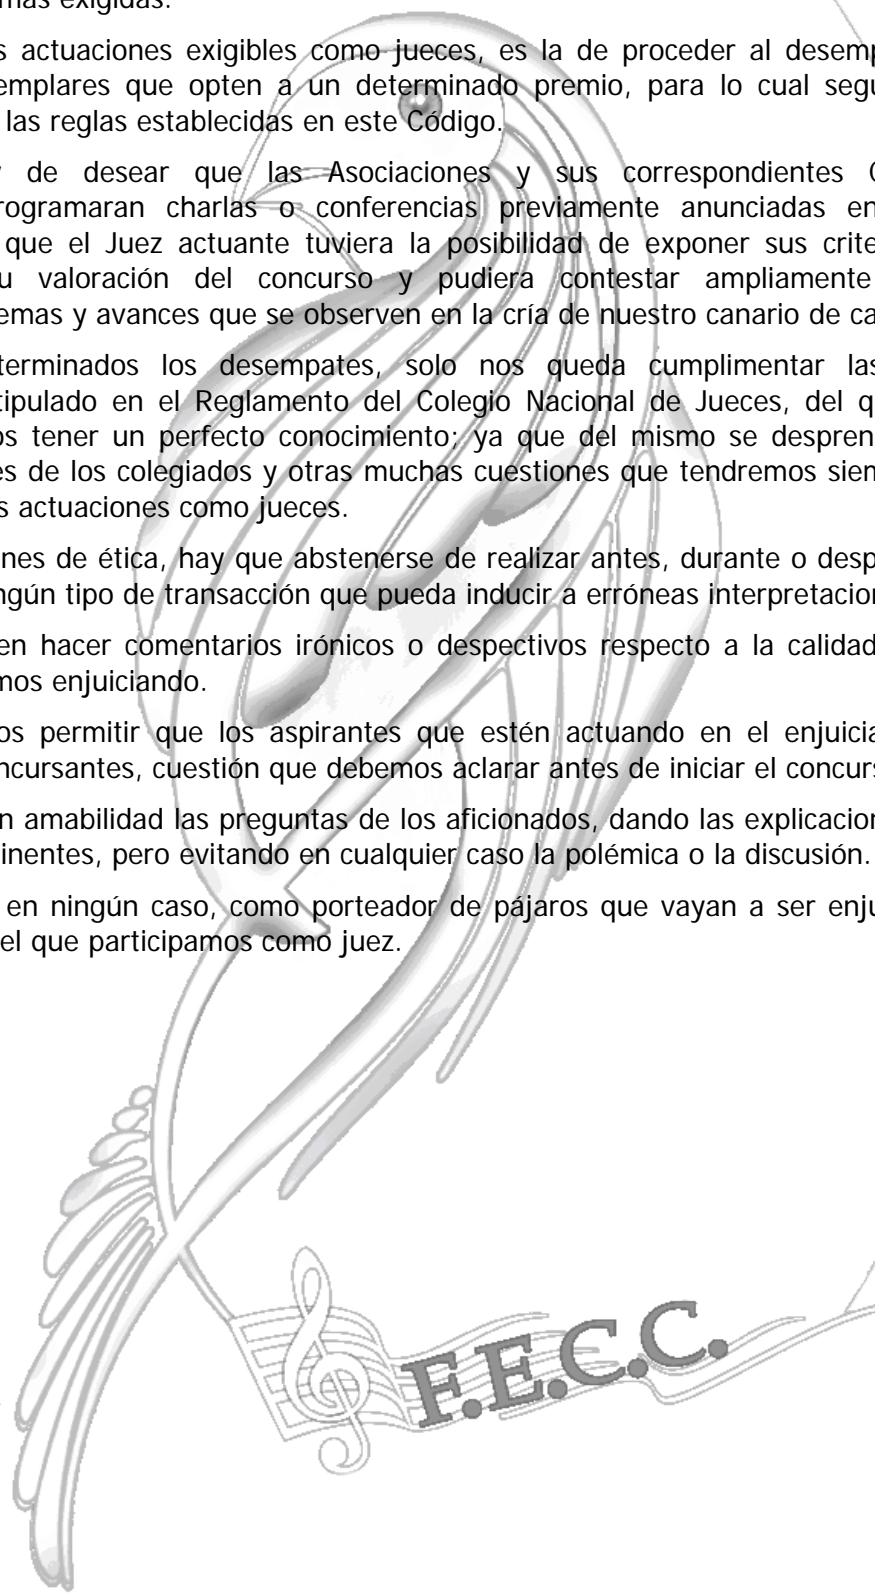 más exigidas.
s actuaciones exigibles como jueces, es la de proceder al desemp
emplares que opten a un determinado premio, para lo cual segu
las reglas establecidas en este Código.
de desear que las Asociaciones y sus correspondientes
rogramaran charlas o conferencias previamente anunciadas en
que el Juez actuante tuviera la posibilidad de exponer sus crite
u valoración del concurso y pudiera contestar ampliamente
emas y avances que se observen en la cría de nuestro canario de ca
terminados los desempates, solo nos queda cumplimentar las
tipulado en el Reglamento del Colegio Nacional de Jueces, del q
os tener un perfecto conocimiento; ya que del mismo se despren
es de los colegiados y otras muchas cuestiones que tendremos siem
s actuaciones como jueces.
nes de ética, hay que abstenerse de realizar antes, durante o desp
ngún tipo de transacción que pueda inducir a erróneas interpretacion
en hacer comentarios irónicos o despectivos respecto a la calidad
mos enjuiciando.
os permitir que los aspirantes que estén actuando en el enjuicia
ncursantes, cuestión que debemos aclarar antes de iniciar el concurs
n amabilidad las preguntas de los aficionados, dando las explicacion
inentes, pero evitando en cualquier caso la polémica o la discusión.
en ningún caso, como porteador de pájaros que vayan a ser enju
el que participamos como juez.
F.E.C.C.